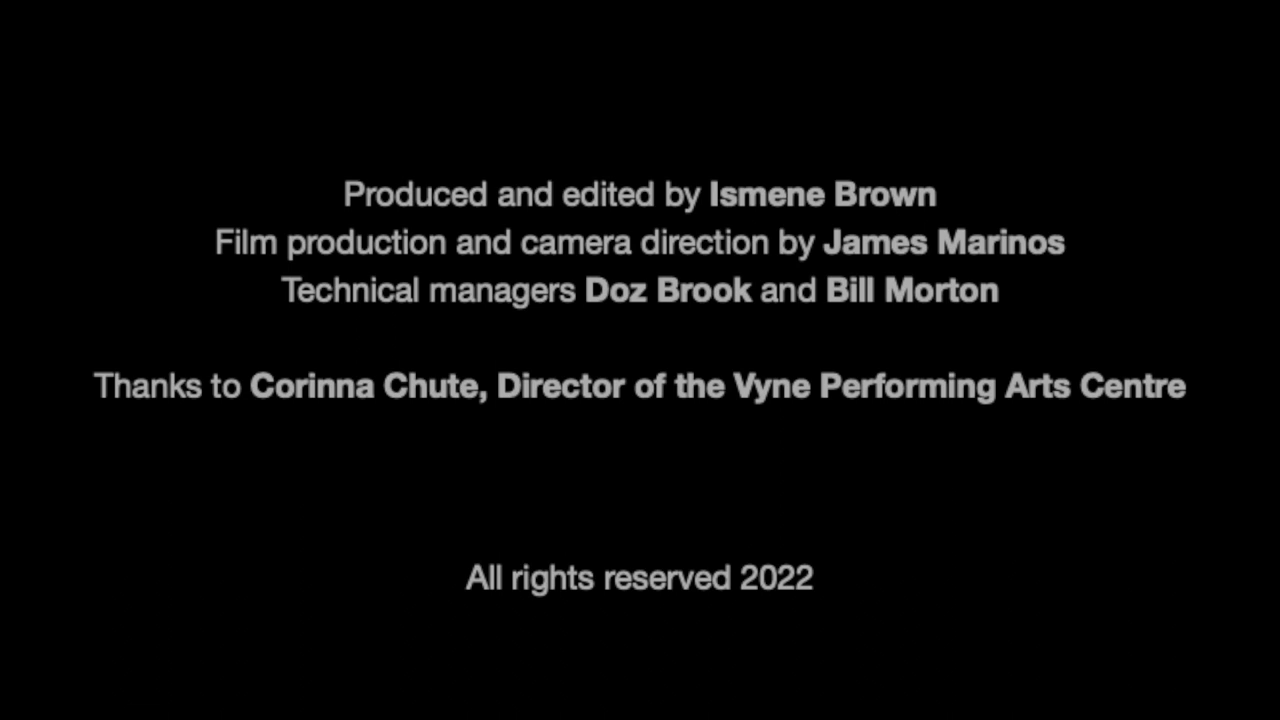 Produced and edited by Ismene Brown
Film production and camera direction by James Marinos
Technical managers Doz Brook and Bill Morton
Thanks to Corinna Chute, Director of the Vyne Performing Arts Centre
All rights reserved 2022